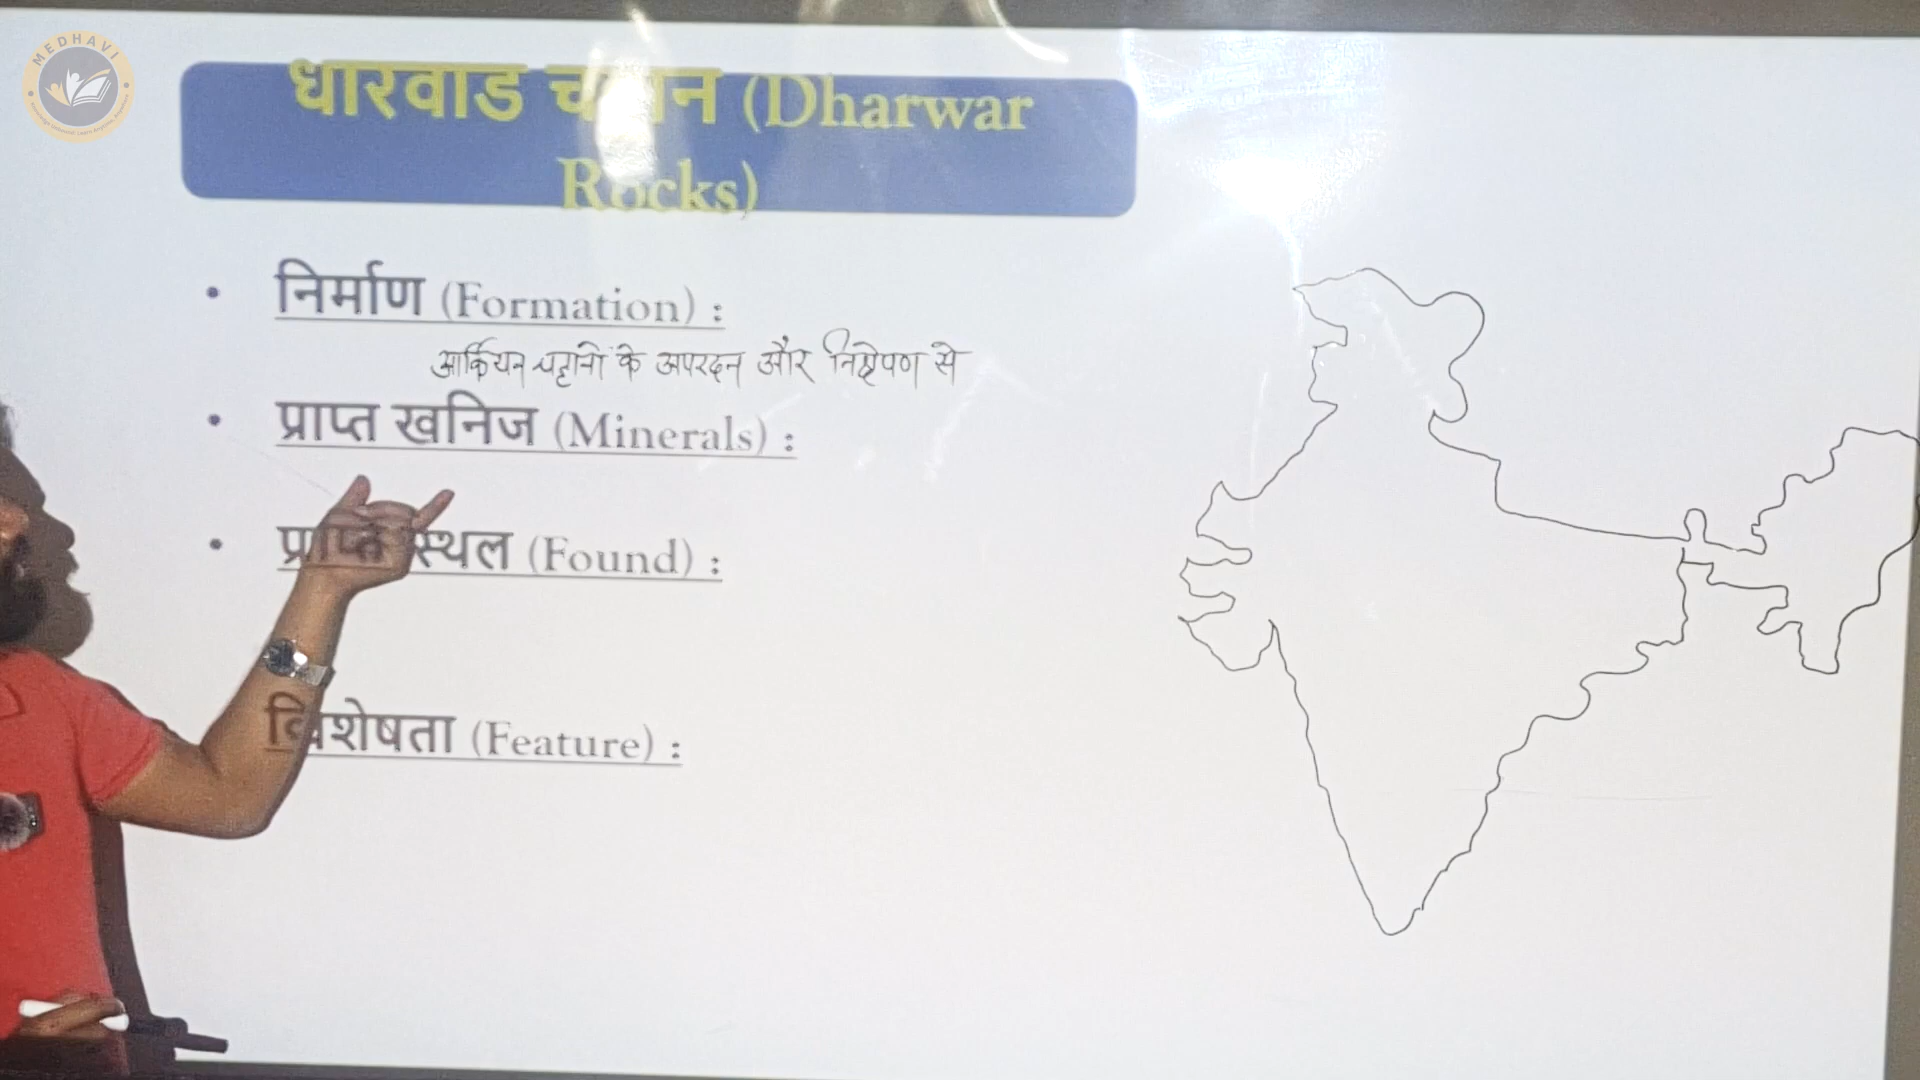 MEDHAVI
धारवाड (Dharwar
Rocks)
• निर्माण (Formation) :
आर्कियन चट्टानों के अपरदन और निक्षेपण से
• प्राप्त खनिज (Minerals) :
• प्राप्ति स्थल (Found) :
विशेषता (Feature) :